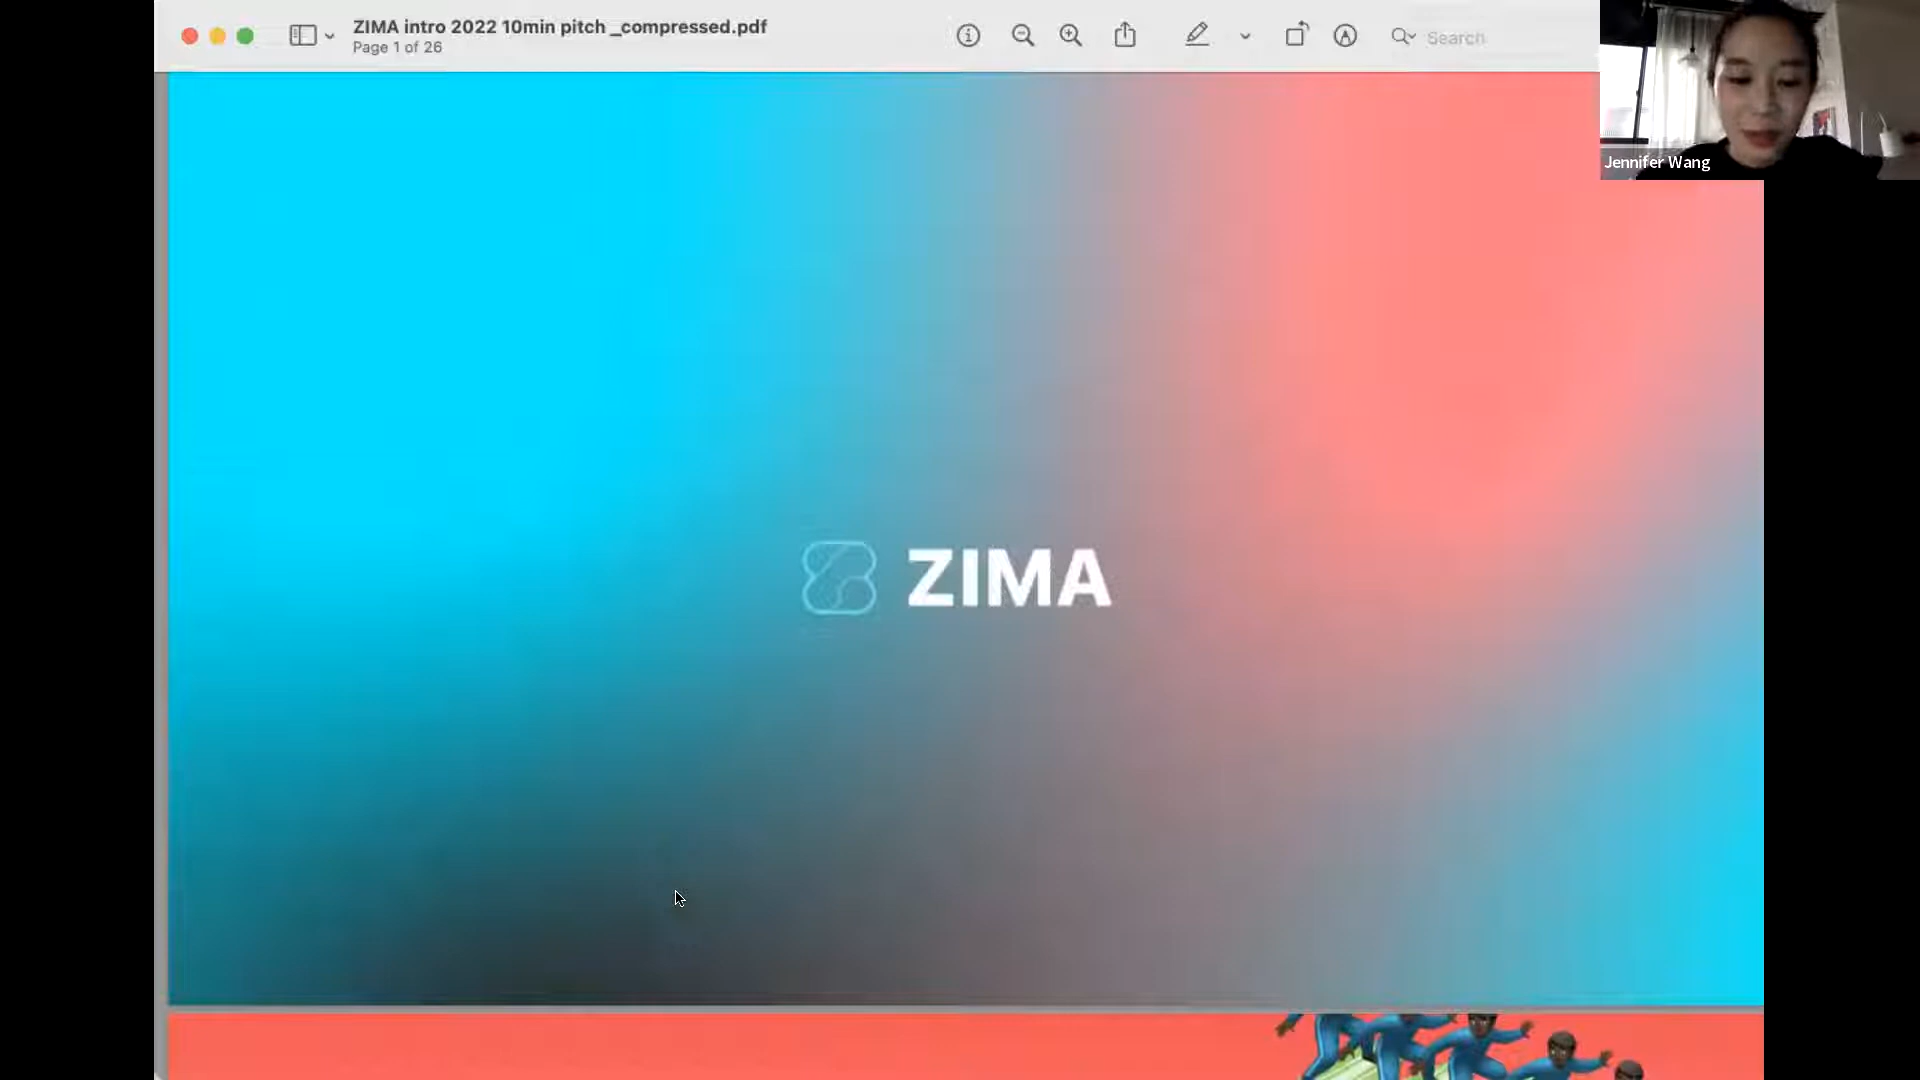 ZIMA intro 2022 10min pitch _compressed.pdf
Page 1 of 26
Search
Jennifer Wang
ZIMA